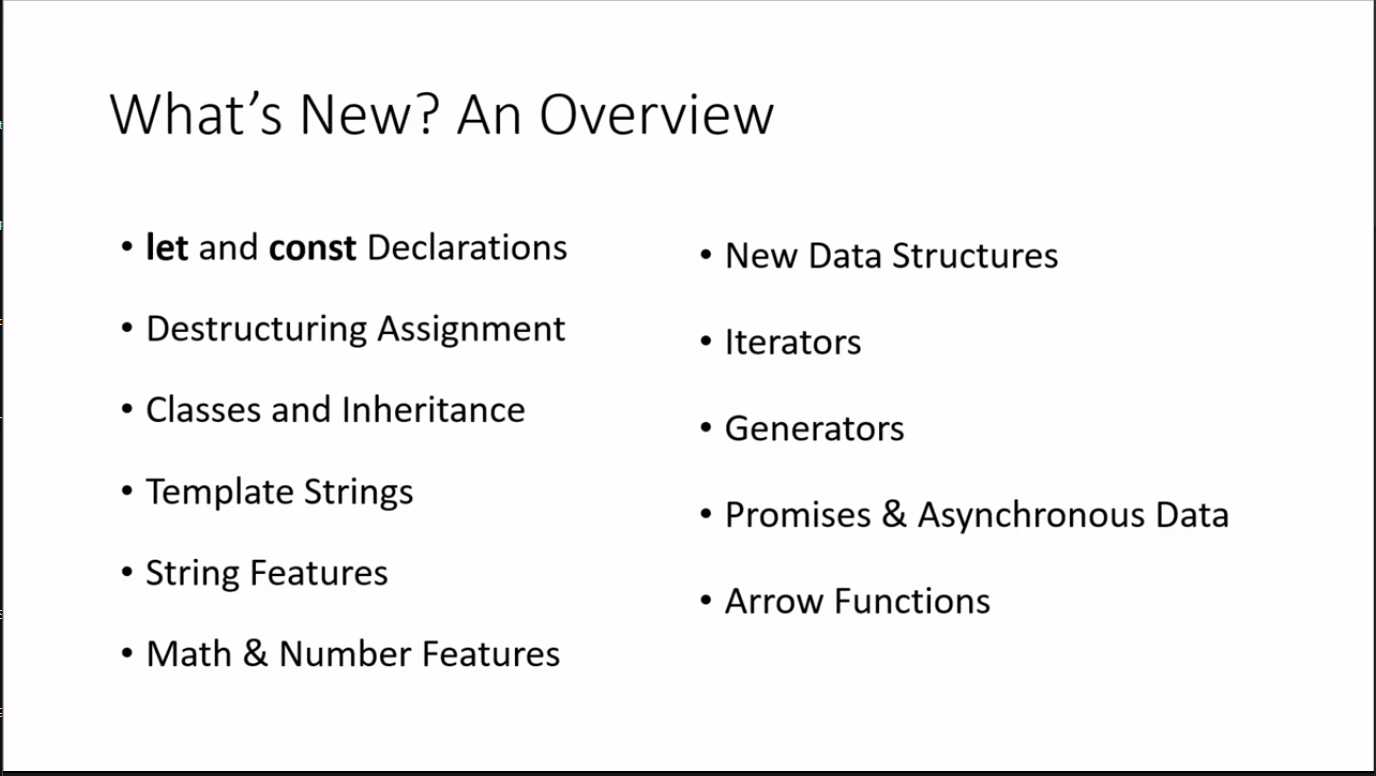 What’s New? An Overview
• let and const Declarations
• Destructuring Assignment
• Classes and Inheritance
• Template Strings
• String Features
• Math & Number Features
• New Data Structures
• Iterators
• Generators
• Promises & Asynchronous Data
• Arrow Functions